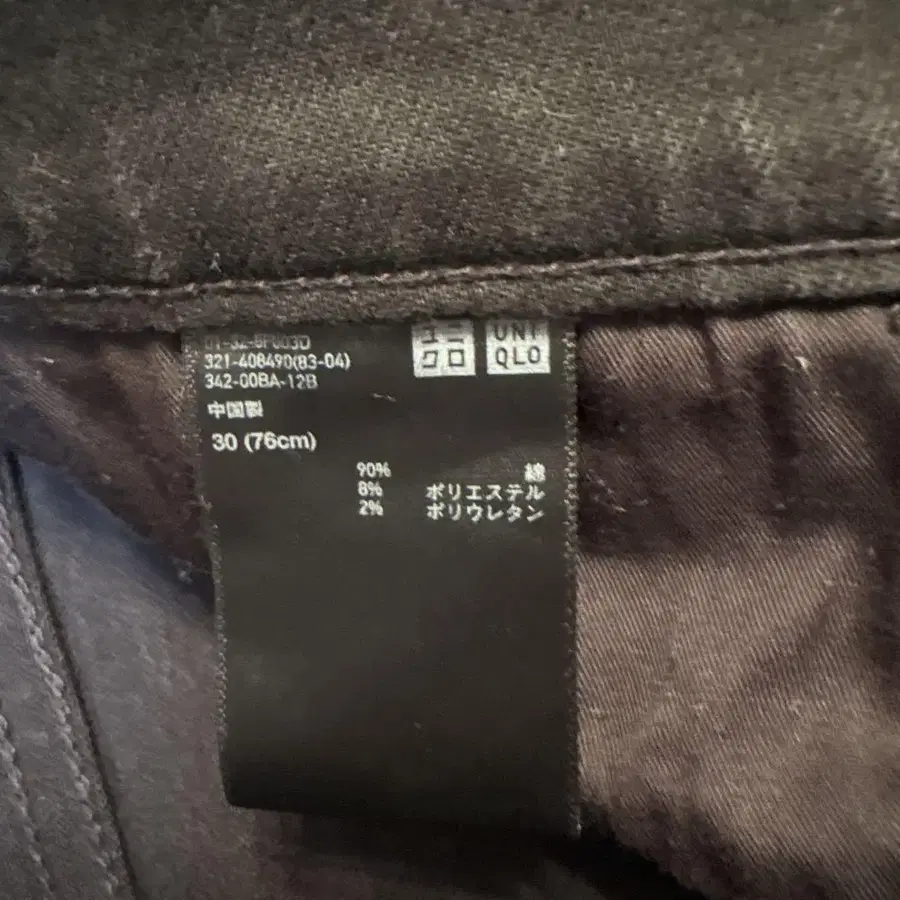 321-408490(83-04)
342-00BA-12B
中国製
30 (76cm)
ユニクロ
UNIQLO
90% 綿
8% ポリエステル
2% ポリウレタン